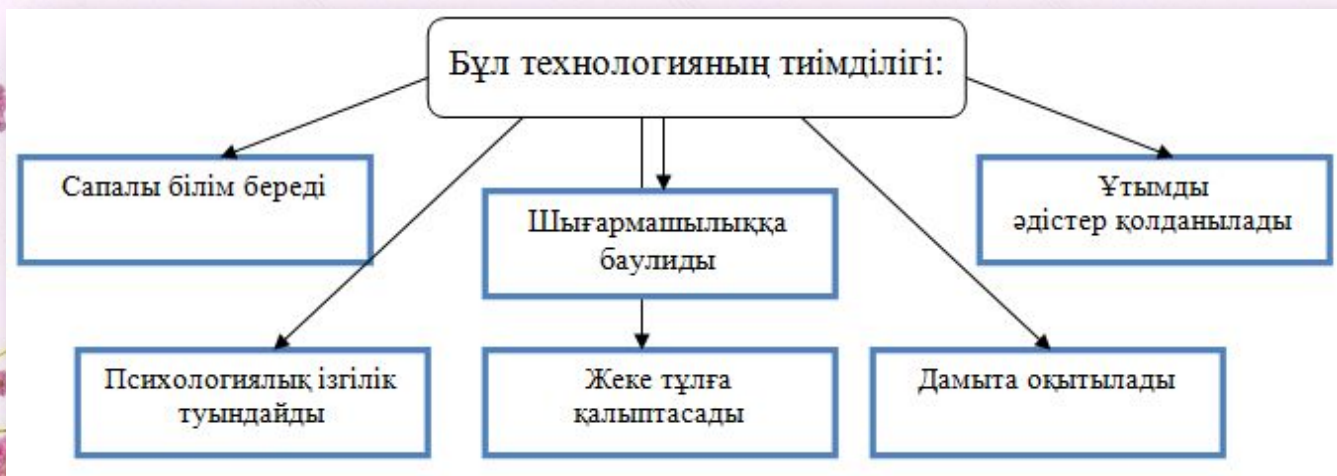 Бұл технологияның тиімділігі:
Сапалы білім береді
Шығармашылыққа
баулиды
Ұтымды
әдістер қолданылады
Психологиялық ізгілік
туындайды
Жеке тұлға
қалыптасады
Дамыта оқытылады